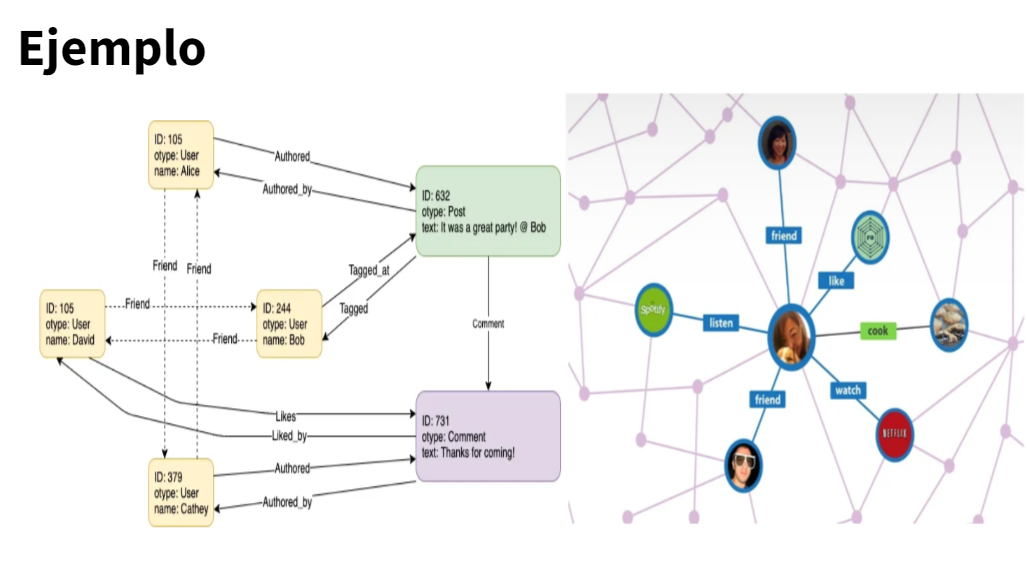 Ejemplo
ID: 105
otype: User
name: Alice
Authored
Authored_by
ID: 632
otype: Post
text: It was a great party! @ Bob
Friend
Friend
Tagged_at
Tagged
ID: 105
otype: User
name: David
Friend
Friend
ID: 244
otype: User
name: Bob
Comment
Likes
Liked_by
ID: 731
otype: Comment
text: Thanks for coming!
ID: 379
otype: User
name: Cathey
Authored
Authored_by
friend
like
Spotify
listen
cook
watch
friend
NETFLIX